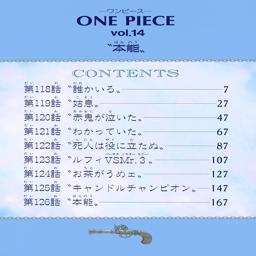 ―ワンピース―
ONE PIECE
vol.14
〝本能〟
CONTENTS
第118話〝誰かいる〟 7
第119話〝姑息〟 27
第120話〝赤鬼が泣いた〟 47
第121話〝わかっていた〟 67
第122話〝死人は役に立たぬ〟 87
第123話〝ルフィVSMr.3〟 107
第124話〝お茶がうめェ〟 127
第125話〝キャンドルチャンピオン〟 147
第126話〝本能〟 167